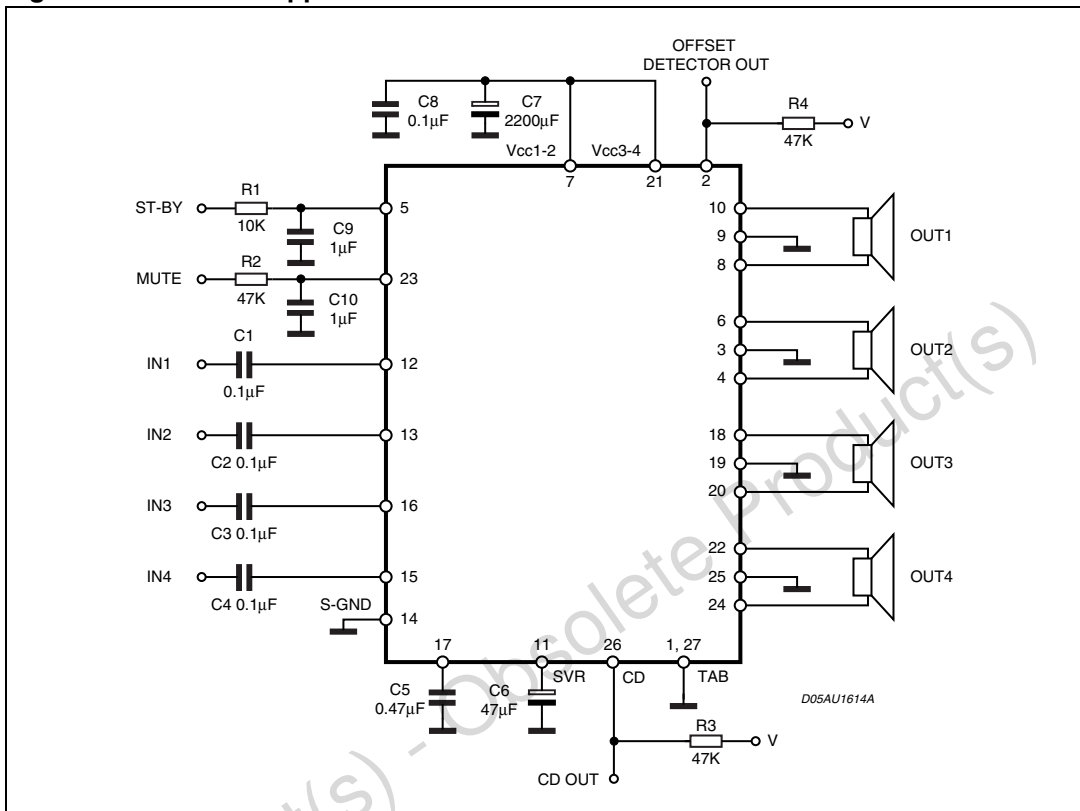 OFFSET
DETECTOR OUT
C8
0.1μF
C7
2200μF
R4
47K
V
Vcc1-2
Vcc3-4
7
21
2
ST-BY
R1
10K
5
C9
1μF
MUTE
R2
47K
23
C10
1μF
IN1
C1
0.1μF
12
IN2
C2 0.1μF
13
IN3
C3 0.1μF
16
IN4
C4 0.1μF
15
S-GND
14
10
9
8
OUT1
6
3
4
OUT2
18
19
20
OUT3
22
25
24
OUT4
17
11
26
1, 27
SVR
CD
TAB
C5
0.47μF
C6
47μF
D05AU1614A
R3
47K
V
CD OUT
- Obsolete Product(s)